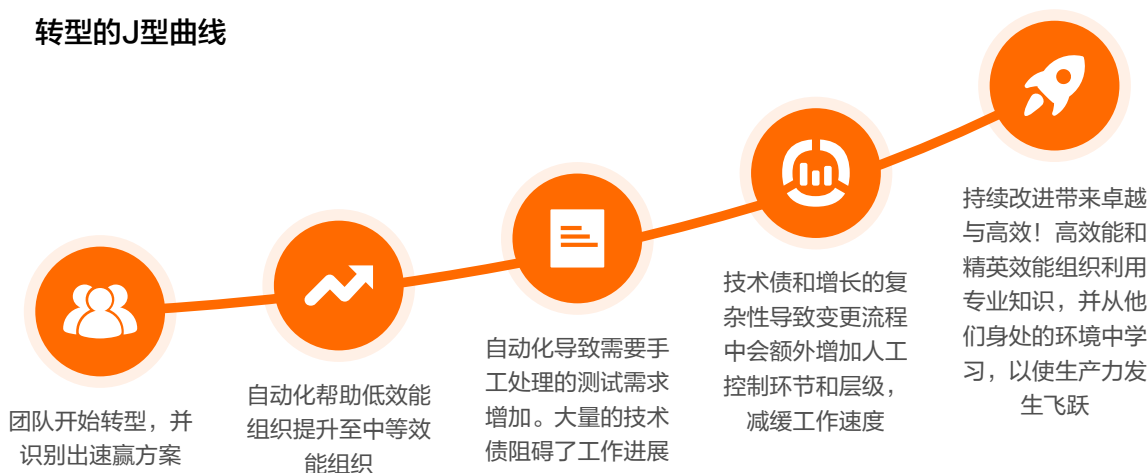 转型的J型曲线
团队开始转型，并
识别出速赢方案
自动化帮助低效能
组织提升至中等效
能组织
自动化导致需要手
工处理的测试需求
增加。大量的技术
债阻碍了工作进展
技术债和增长的复
杂性导致变更流程
中会额外增加人工
控制环节和层级，
减缓工作速度
持续改进带来卓越
与高效！高效能和
精英效能组织利用
专业知识，并从他
们身处的环境中学
习，以使生产力发
生飞跃